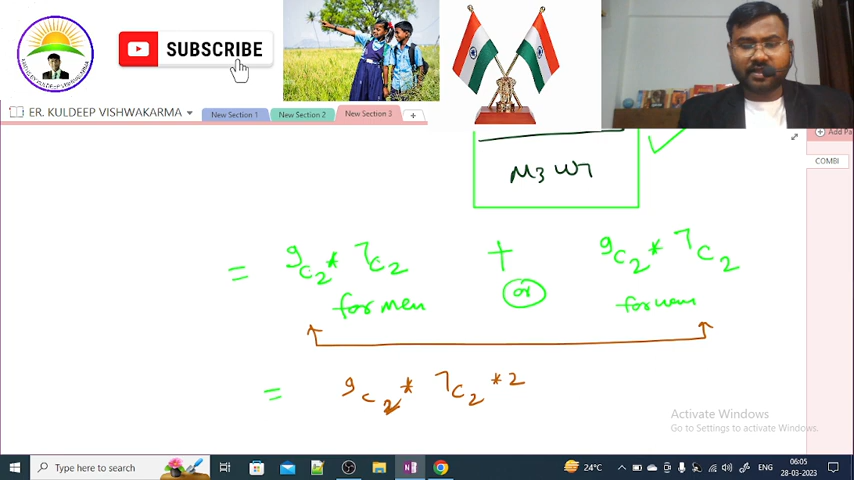 SUBSCRIBE
ER. KULDEEP VISHWAKARMA
New Section 1
New Section 2
New Section 3
+
Add Pa
COMBI
M3 W7
= 9c2 * 7c2 + 9c2 * 7c2
for men or
= 9c2 * 7c2 * 2
Activate Windows
Go to Settings to activate Windows.
Type here to search
24°C
ENG
06:05
28-03-2023